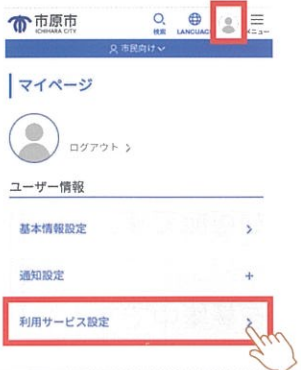 市原市
ICHIHARA CITY
検索
LANGUAGE
メニュー
市民向け
マイページ
ログアウト
ユーザー情報
基本情報設定
通知設定
利用サービス設定